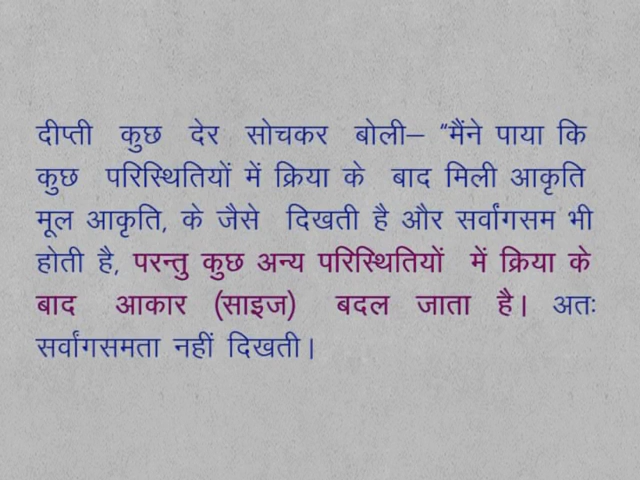 दीप्ती कुछ देर सोचकर बोली– “मैंने पाया कि
कुछ परिस्थितियों में क्रिया के बाद मिली आकृति
मूल आकृति, के जैसे दिखती है और सर्वांगसम भी
होती है, परन्तु कुछ अन्य परिस्थितियों में क्रिया के
बाद आकार (साइज) बदल जाता है। अतः
सर्वांगसमता नहीं दिखती।